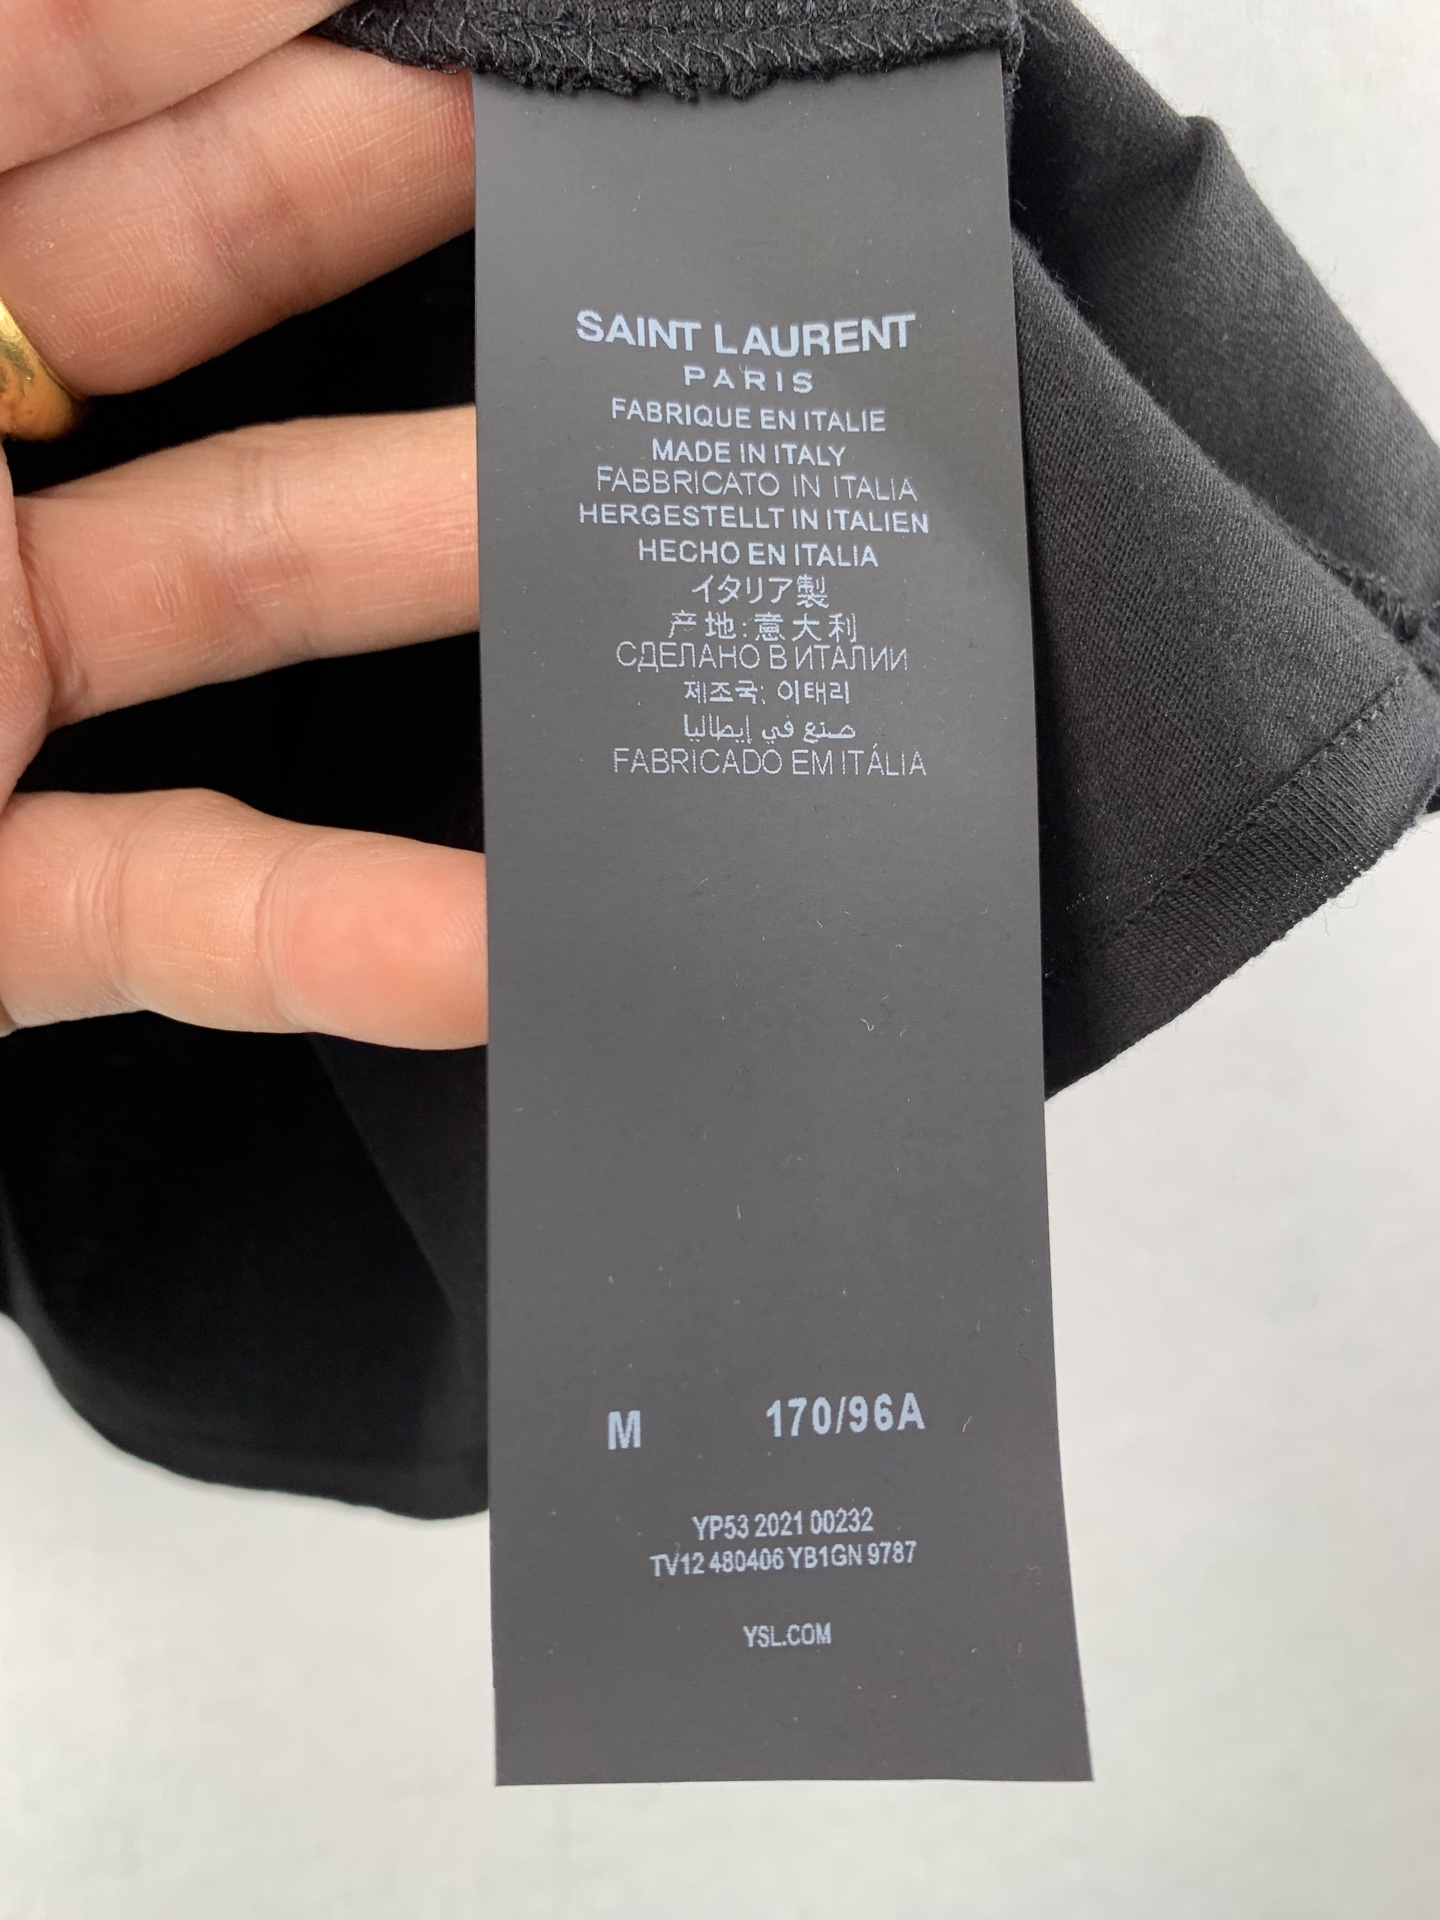 SAINT LAURENT
PARIS
FABRIQUE EN ITALIE
MADE IN ITALY
FABBRICATO IN ITALIA
HERGESTELLT IN ITALIEN
HECHO EN ITALIA
イタリア製
产地:意大利
СДЕЛАНО В ИТАЛИИ
제조국: 이태리
صنع في إيطاليا
FABRICADO EM ITÁLIA
M 170/96A
YP53 2021 00232
TV12 480406 YB1GN 9787
YSL.COM